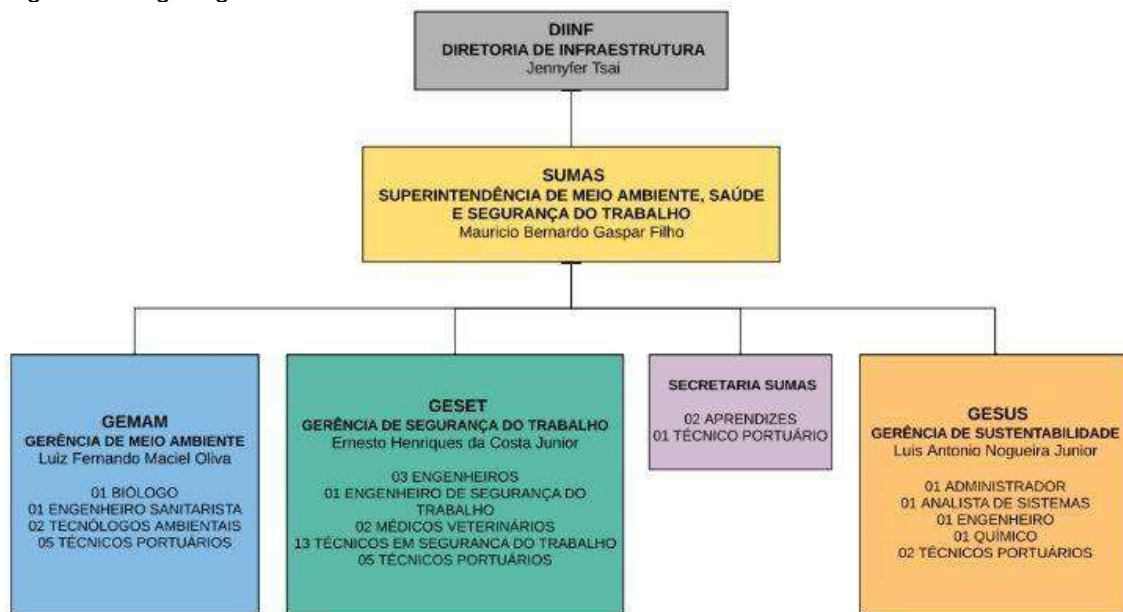 DIINF
DIRETORIA DE INFRAESTRUTURA
Jennyfer Tsai
SUMAS
SUPERINTENDÊNCIA DE MEIO AMBIENTE, SAÚDE
E SEGURANÇA DO TRABALHO
Mauricio Bernardo Gaspar Filho
GEMAM
GERÊNCIA DE MEIO AMBIENTE
Luiz Fernando Maciel Oliva
01 BIÓLOGO
01 ENGENHEIRO SANITARISTA
02 TECNÓLOGOS AMBIENTAIS
05 TÉCNICOS PORTUÁRIOS
GESET
GERÊNCIA DE SEGURANÇA DO TRABALHO
Ernesto Henriques da Costa Junior
03 ENGENHEIROS
01 ENGENHEIRO DE SEGURANÇA DO
TRABALHO
02 MÉDICOS VETERINÁRIOS
13 TÉCNICOS EM SEGURANCA DO TRABALHO
05 TÉCNICOS PORTUÁRIOS
SECRETARIA SUMAS
02 APRENDIZES
01 TÉCNICO PORTUÁRIO
GESUS
GERÊNCIA DE SUSTENTABILIDADE
Luis Antonio Nogueira Junior
01 ADMINISTRADOR
01 ANALISTA DE SISTEMAS
01 ENGENHEIRO
01 QUÍMICO
02 TÉCNICOS PORTUÁRIOS